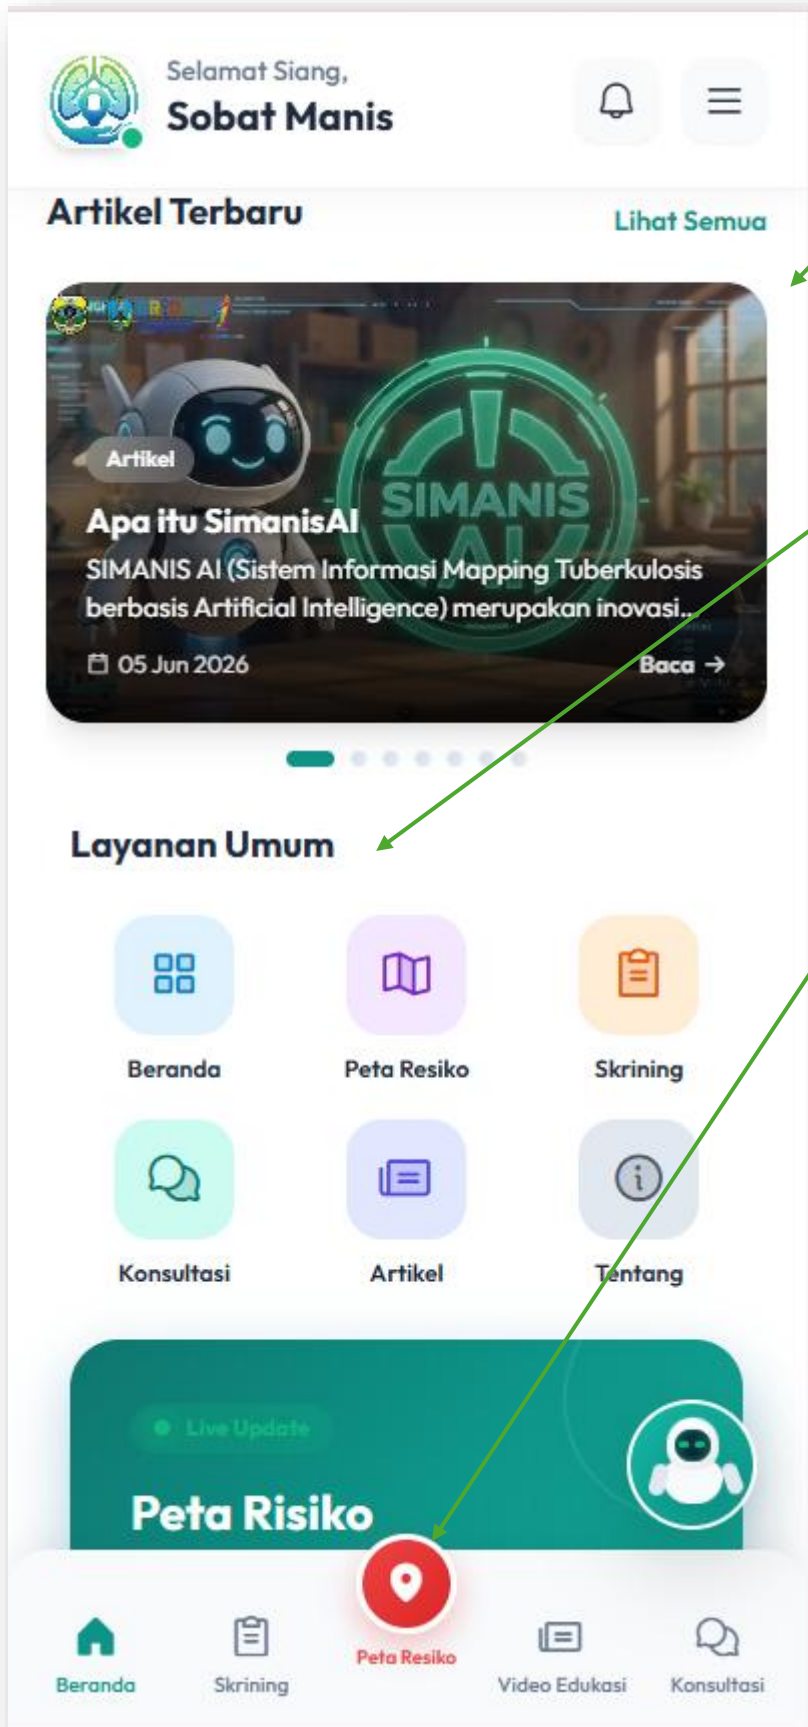 Selamat Siang,
Sobat Manis
Artikel Terbaru
Lihat Semua
Artikel
SIMANIS
AI
Apa itu SimanisAI
SIMANIS AI (Sistem Informasi Mapping Tuberkulosis
berbasis Artificial Intelligence) merupakan inovasi...
05 Jun 2026
Baca →
Layanan Umum
Beranda
Peta Resiko
Skrining
Konsultasi
Artikel
Tentang
Live Update
Peta Risiko
Beranda
Skrining
Peta Resiko
Video Edukasi
Konsultasi